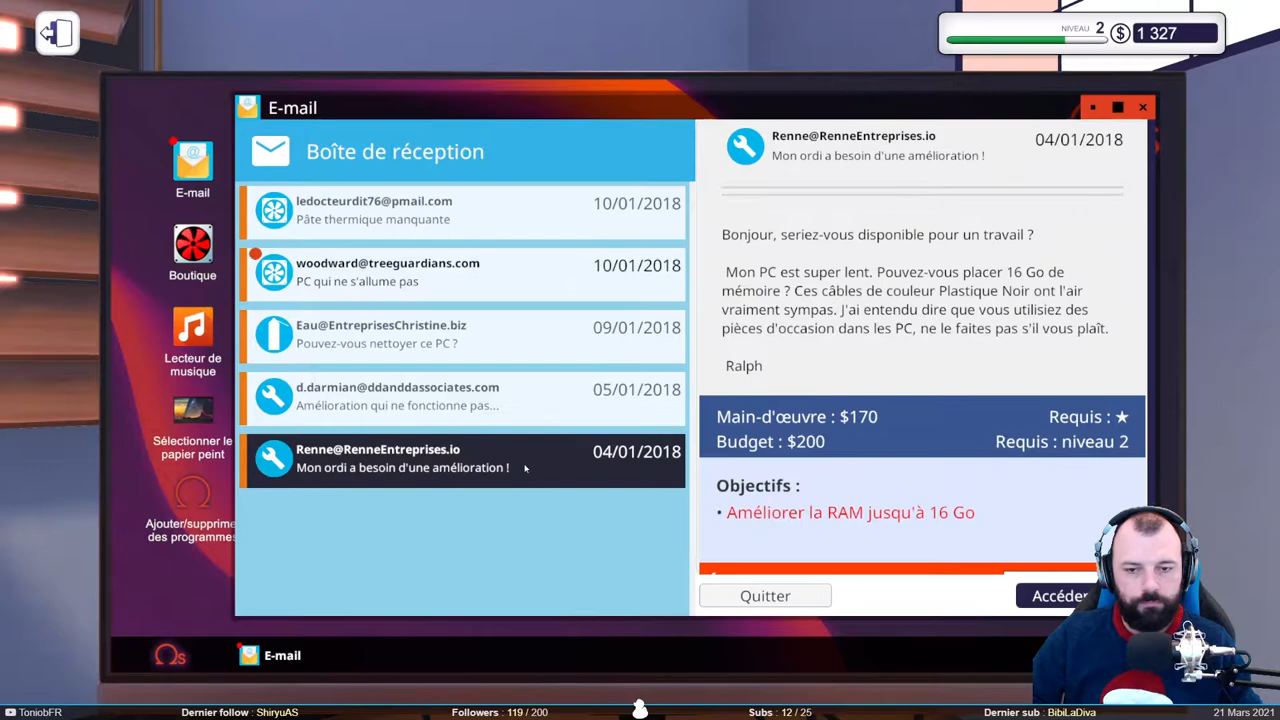 NIVEAU 2
$ 1 327
E-mail
Boîte de réception
ledocteurdit76@pmail.com
Pâte thermique manquante
10/01/2018
woodward@treeguardians.com
PC qui ne s'allume pas
10/01/2018
Eau@EntreprisesChristine.biz
Pouvez-vous nettoyer ce PC ?
09/01/2018
d.darmian@ddanddassociates.com
Amélioration qui ne fonctionne pas...
05/01/2018
Renne@RenneEntreprises.io
Mon ordi a besoin d'une amélioration !
04/01/2018
E-mail
Boutique
Lecteur de
musique
Sélectionner le
papier peint
Ajouter/supprime
des programmes
Renne@RenneEntreprises.io
Mon ordi a besoin d'une amélioration !
04/01/2018
Bonjour, seriez-vous disponible pour un travail ?
Mon PC est super lent. Pouvez-vous placer 16 Go de
mémoire ? Ces câbles de couleur Plastique Noir ont l'air
vraiment sympas. J'ai entendu dire que vous utilisiez des
pièces d'occasion dans les PC, ne le faites pas s'il vous plaît.
Ralph
Main-d'œuvre : $170
Requis : ★
Budget : $200
Requis : niveau 2
Objectifs :
• Améliorer la RAM jusqu'à 16 Go
Quitter
Accéder
Ωs
E-mail
ToniobFR
Dernier follow : ShiryuAS
Followers : 119 / 200
Subs : 12 / 25
Dernier sub : BibiLaDiva
21 Mars 2021